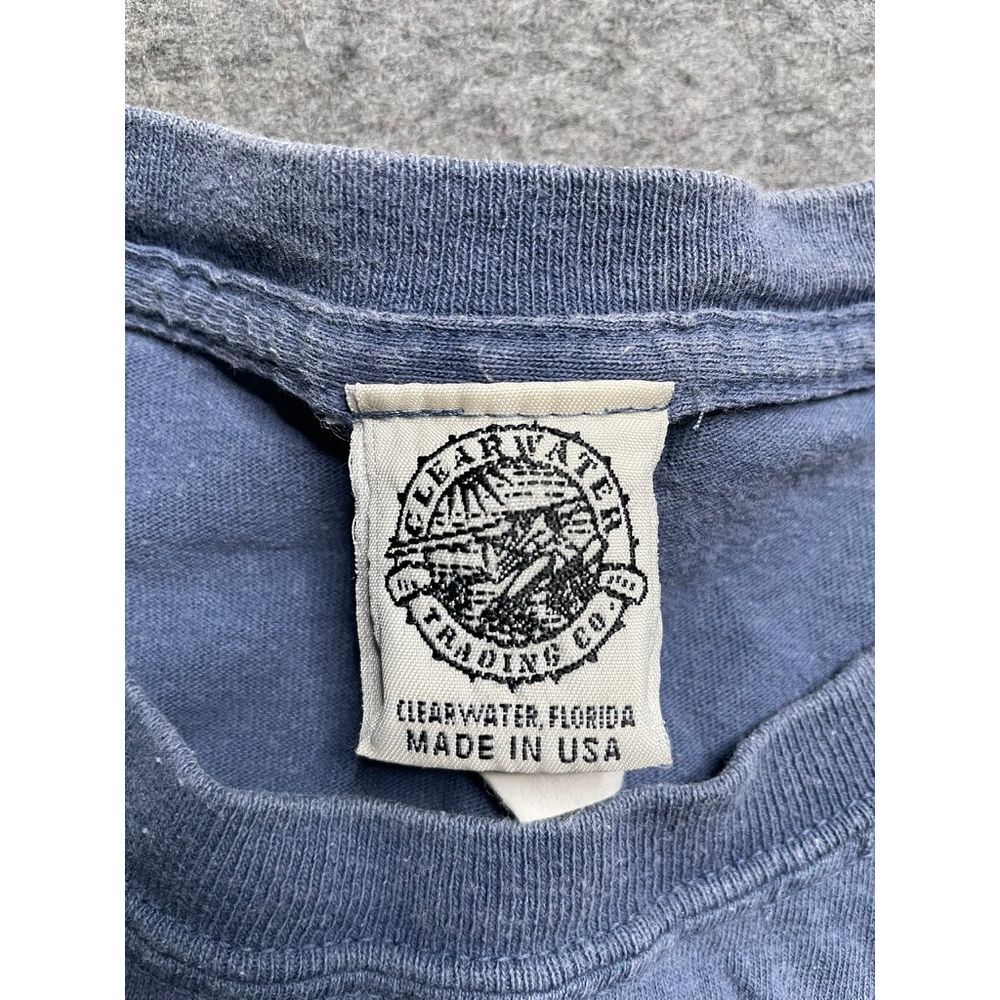 CLEARWATER
TRADING CO.
CLEARWATER, FLORIDA
MADE IN USA